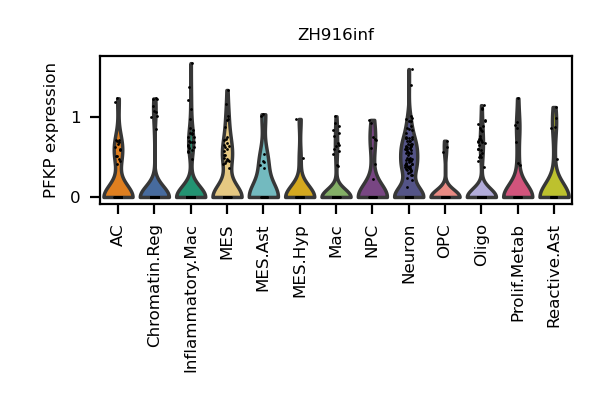 ZH916inf
PFKP expression
1
0
AC
Chromatin.Reg
Inflammatory.Mac
MES
MES.Ast
MES.Hyp
Mac
NPC
Neuron
OPC
Oligo
Prolif.Metab
Reactive.Ast